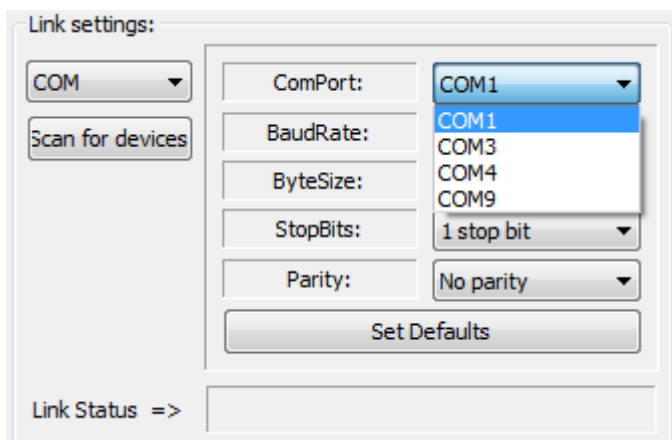 Link settings:
COM
Scan for devices
ComPort:
COM1
COM1
COM3
COM4
COM9
BaudRate:
ByteSize:
StopBits:
1 stop bit
Parity:
No parity
Set Defaults
Link Status =>